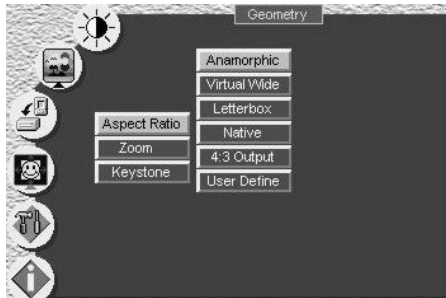 Geometry
Anamorphic
Virtual Wide
Letterbox
Aspect Ratio
Native
Zoom
4:3 Output
Keystone
User Define